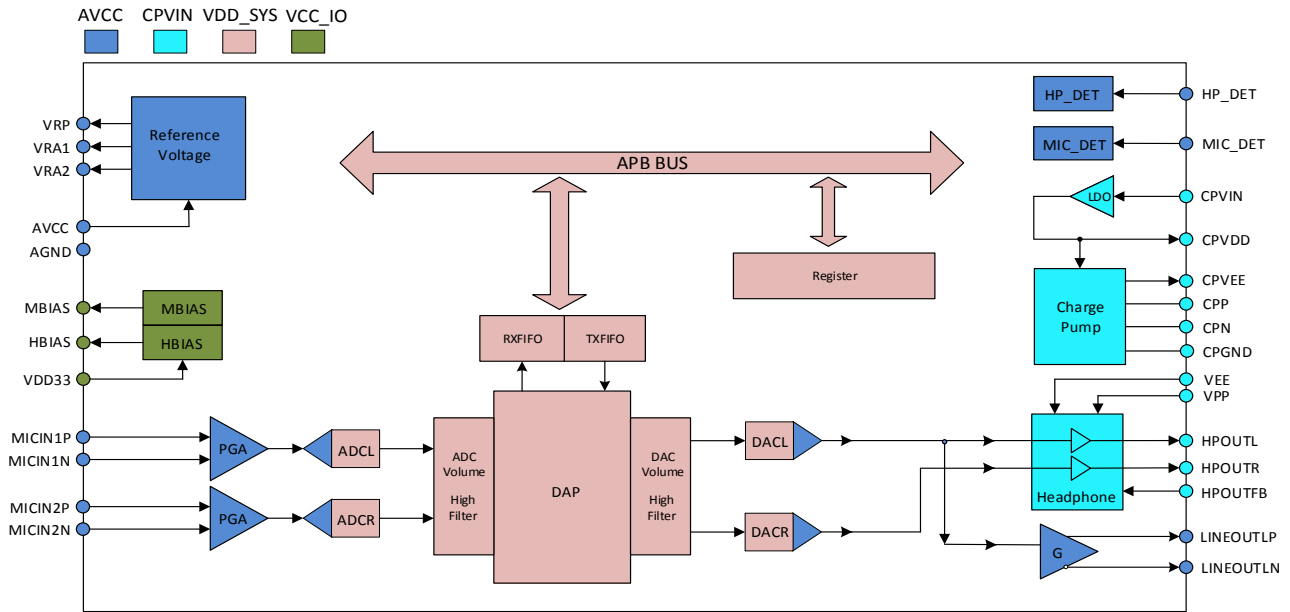 AVCC CPVIN VDD_SYS VCC_IO
VRP
VRA1
VRA2
AVCC
AGND
Reference
Voltage
MBIAS
HBIAS
VDD33
MBIAS
HBIAS
MICIN1P
MICIN1N
MICIN2P
MICIN2N
PGA
PGA
ADCL
ADCR
ADC
Volume
High
Filter
APB BUS
Register
RXFIFO
TXFIFO
DAP
DAC
Volume
High
Filter
DACL
DACR
HP_DET
MIC_DET
LDO
Charge
Pump
Headphone
G
HP_DET
MIC_DET
CPVIN
CPVDD
CPVEE
CPP
CPN
CPGND
VEE
VPP
HPOUTL
HPOUTR
HPOUTFB
LINEOUTLP
LINEOUTLN